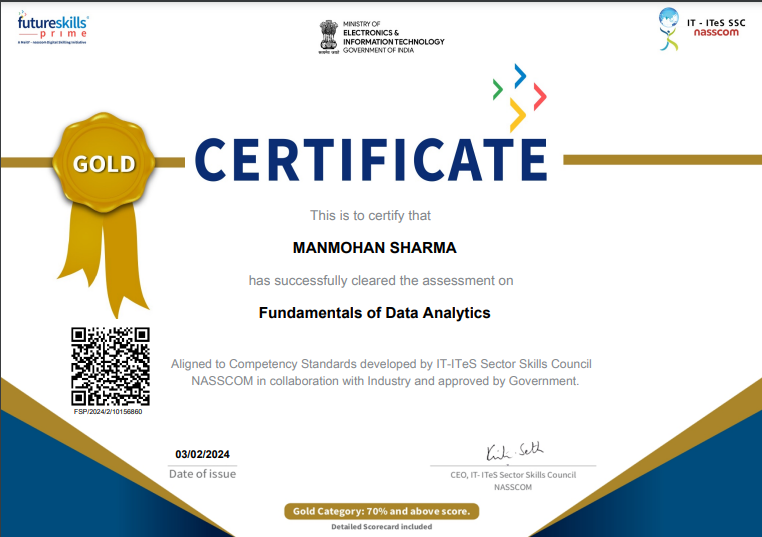 futureskills
prime
A MeitY - nasscom Digital Skilling Initiative
MINISTRY OF
ELECTRONICS &
INFORMATION TECHNOLOGY
GOVERNMENT OF INDIA
सत्यमेव जयते
IT - ITeS SSC
nasscom
GOLD
CERTIFICATE
This is to certify that
MANMOHAN SHARMA
has successfully cleared the assessment on
Fundamentals of Data Analytics
Aligned to Competency Standards developed by IT-ITeS Sector Skills Council
NASSCOM in collaboration with Industry and approved by Government.
FSP/2024/2/10156860
03/02/2024
Date of issue
Kirti Seth
CEO, IT- ITeS Sector Skills Council
NASSCOM
Gold Category: 70% and above score.
Detailed Scorecard included